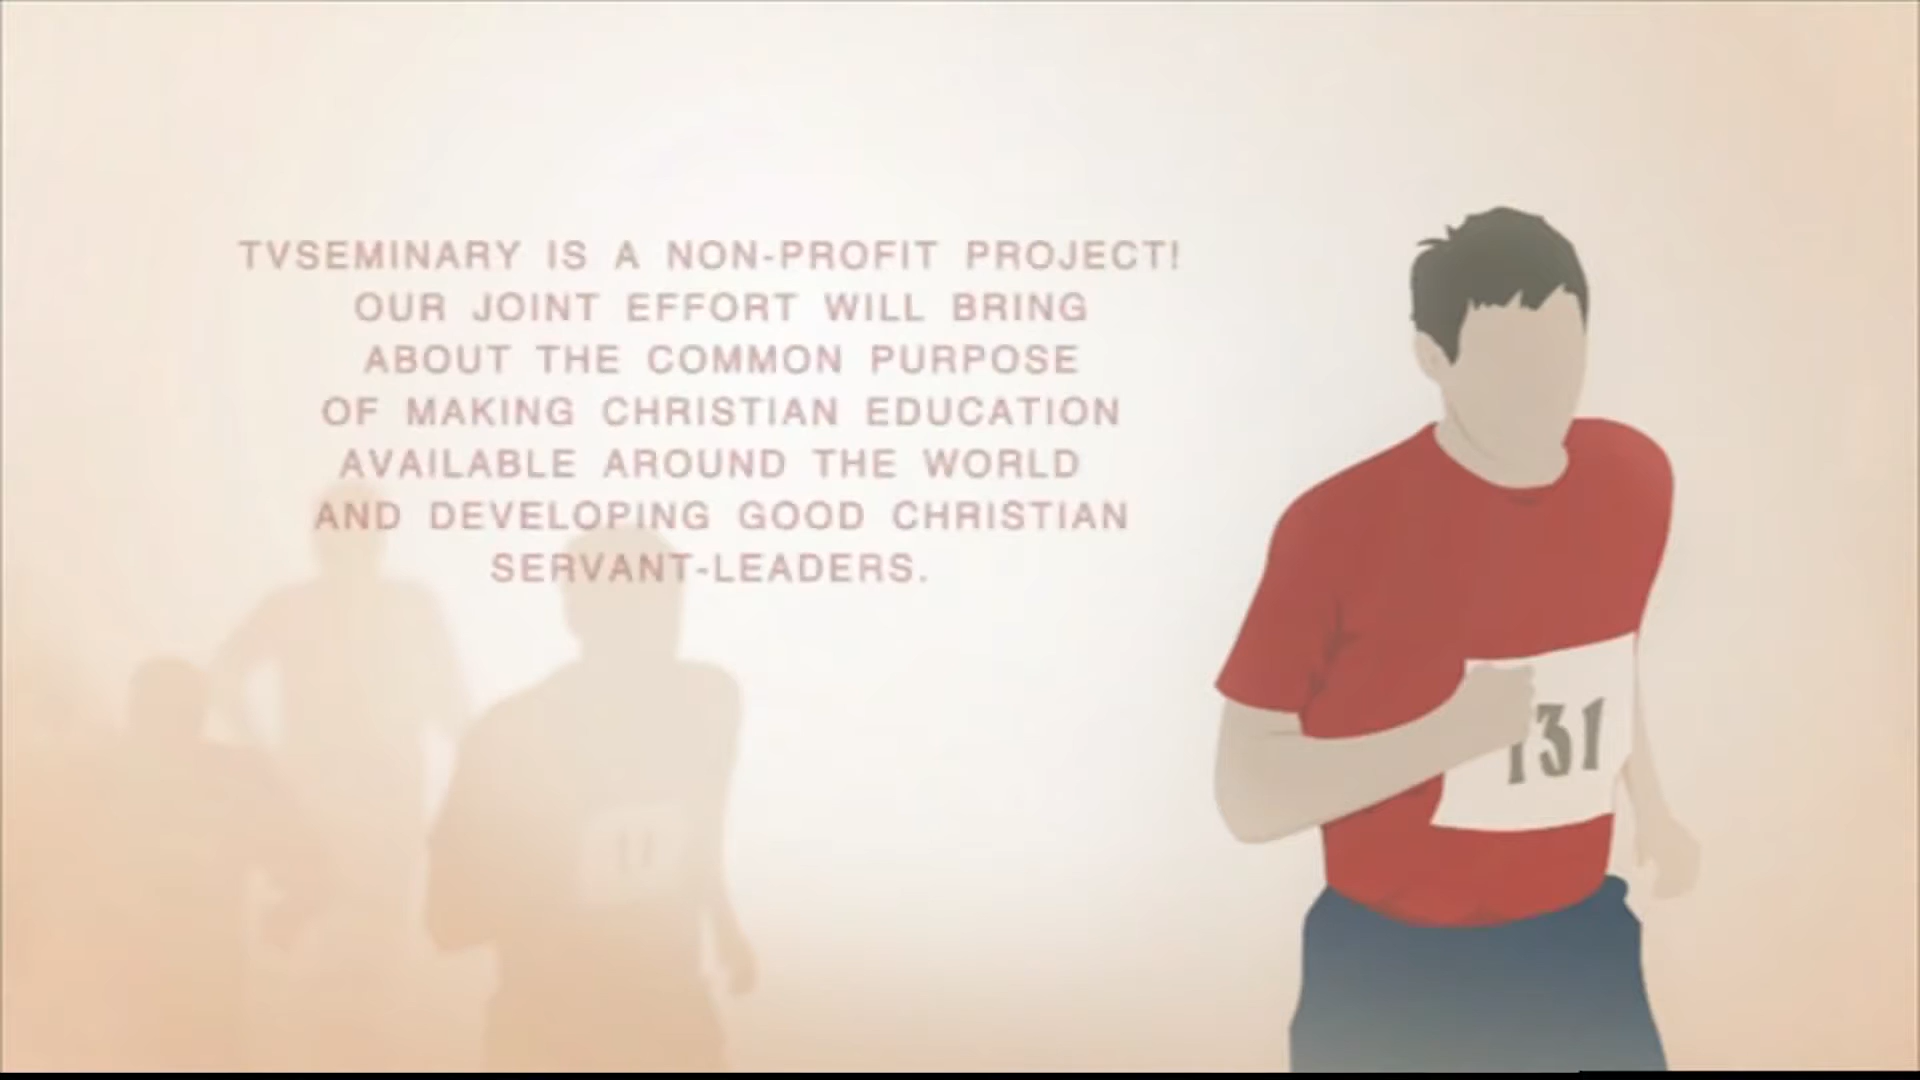 TVSEMINARY IS A NON-PROFIT PROJECT!
OUR JOINT EFFORT WILL BRING
ABOUT THE COMMON PURPOSE
OF MAKING CHRISTIAN EDUCATION
AVAILABLE AROUND THE WORLD
AND DEVELOPING GOOD CHRISTIAN
SERVANT-LEADERS.
131
11